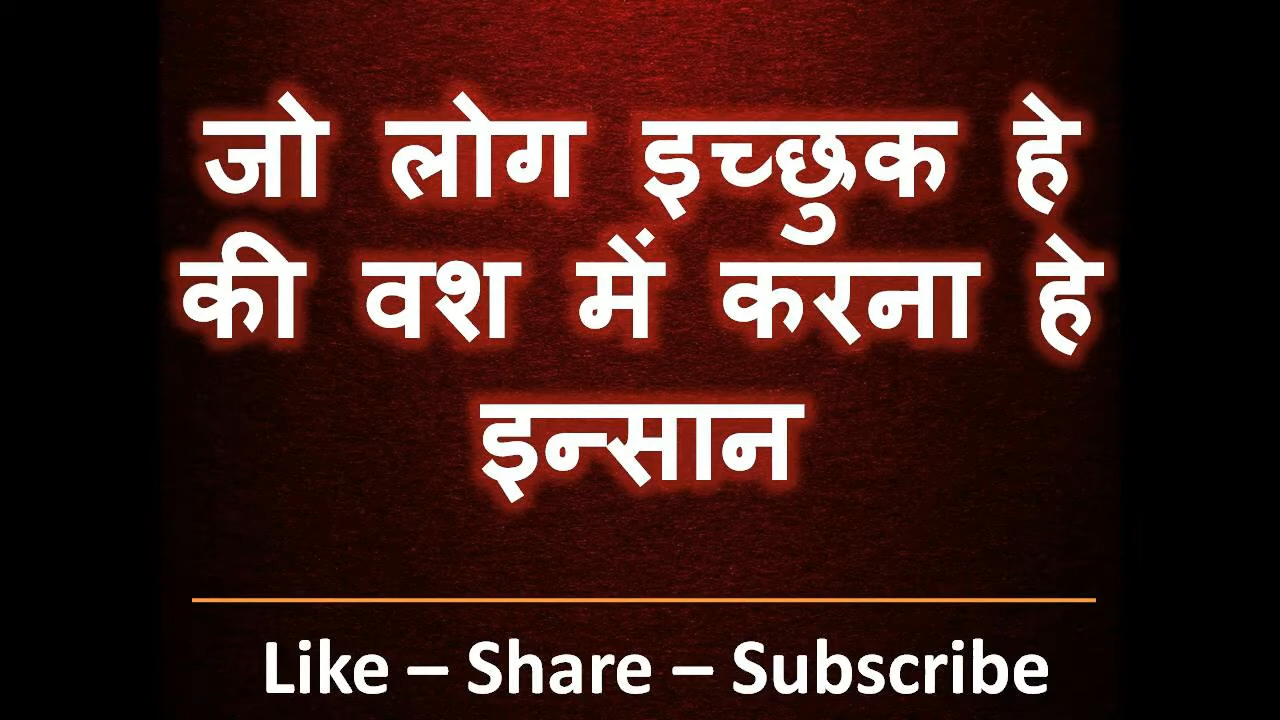 जो लोग इच्छुक हे
की वश में करना हे
इन्सान
Like – Share – Subscribe